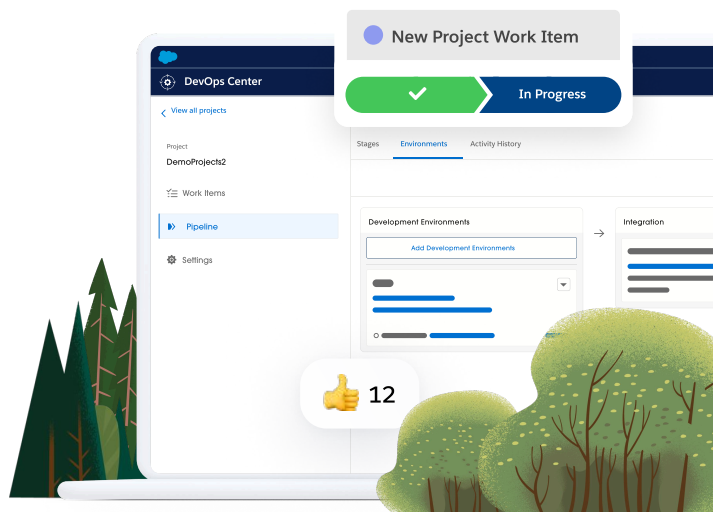 New Project Work Item
In Progress
DevOps Center
View all projects
Project
DemoProjects2
Work Items
Pipeline
Settings
Stages
Environments
Activity History
Development Environments
Add Development Environments
Integration
12